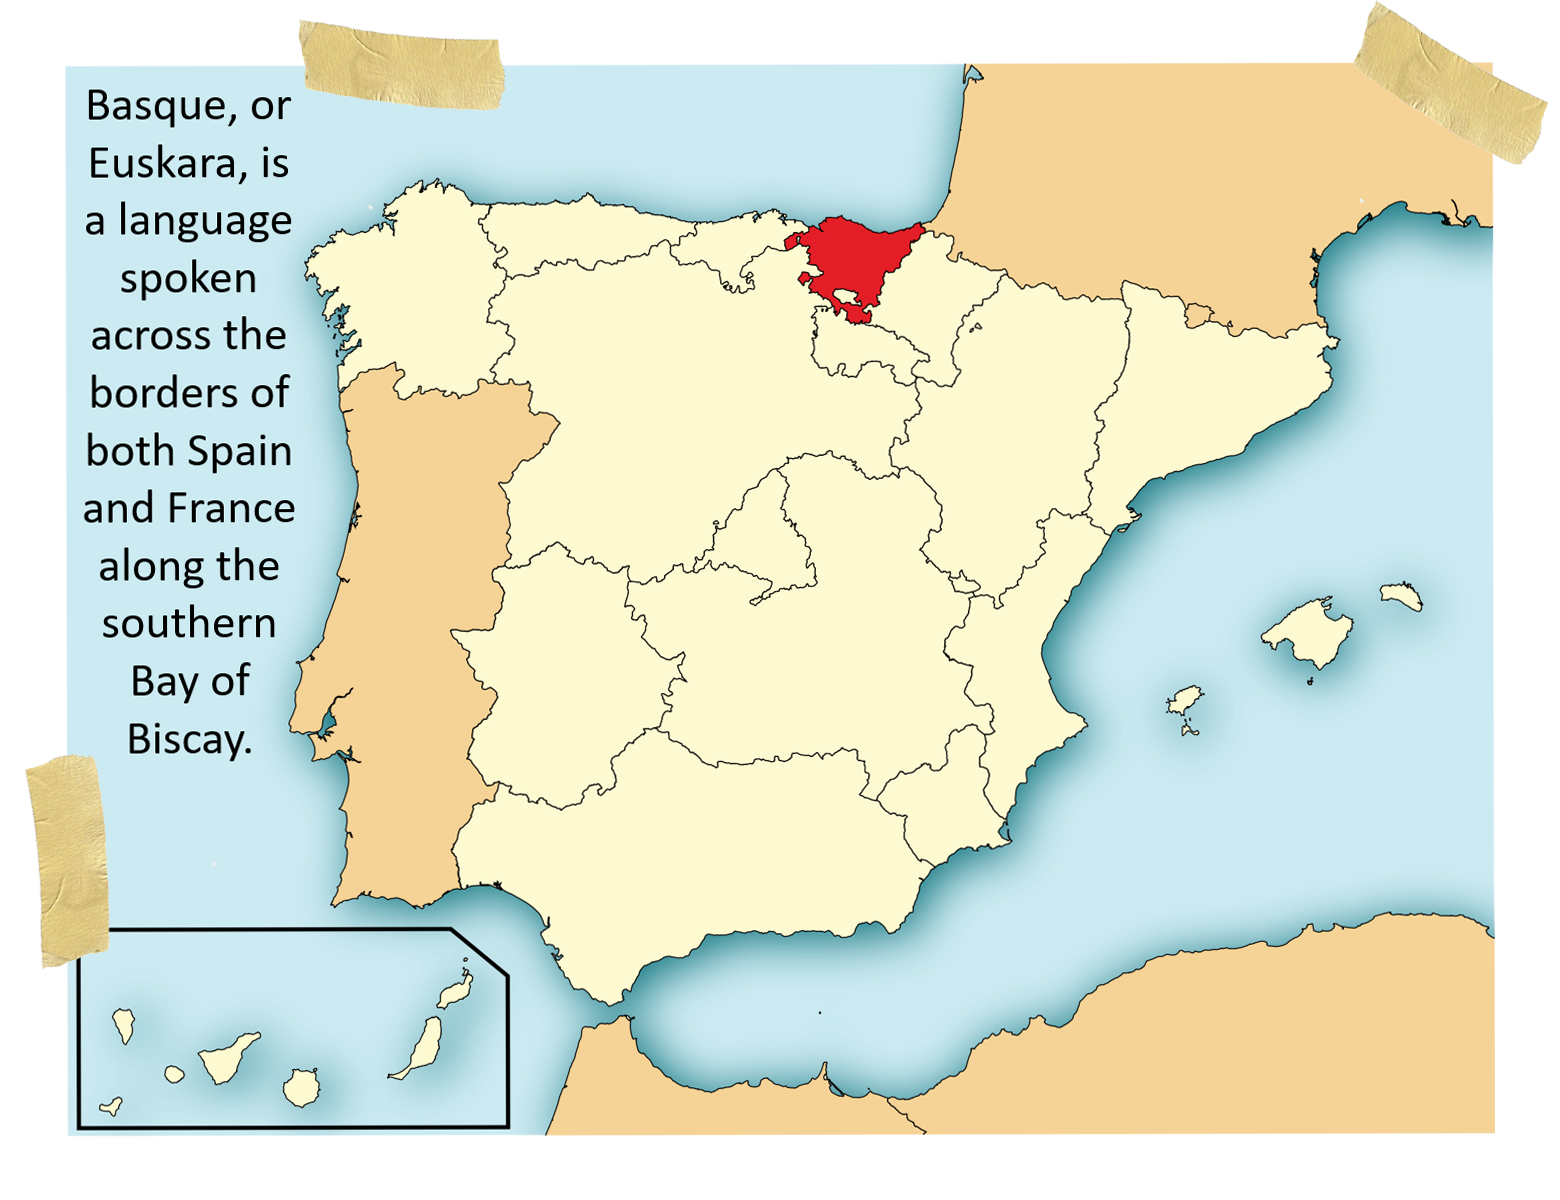 Basque, or
Euskara, is
a language
spoken
across the
borders of
both Spain
and France
along the
southern
Bay of
Biscay.